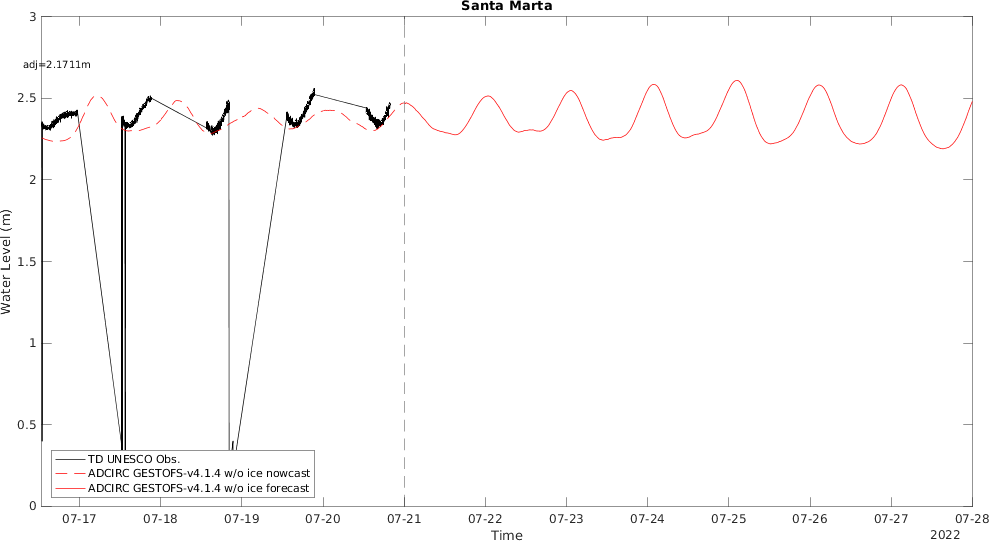 Santa Marta
3
adj=2.1711m
2.5
2
1.5
1
0.5
0
Water Level (m)
TD UNESCO Obs.
ADCIRC GESTOFS-v4.1.4 w/o ice nowcast
ADCIRC GESTOFS-v4.1.4 w/o ice forecast
07-17 07-18 07-19 07-20 07-21 07-22 07-23 07-24 07-25 07-26 07-27 07-28
Time
2022